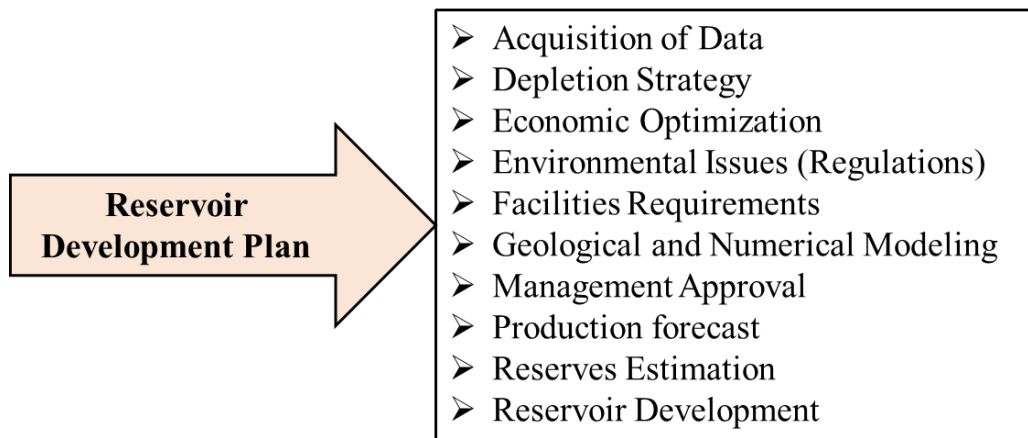 Reservoir
Development Plan
➢ Acquisition of Data
➢ Depletion Strategy
➢ Economic Optimization
➢ Environmental Issues (Regulations)
➢ Facilities Requirements
➢ Geological and Numerical Modeling
➢ Management Approval
➢ Production forecast
➢ Reserves Estimation
➢ Reservoir Development